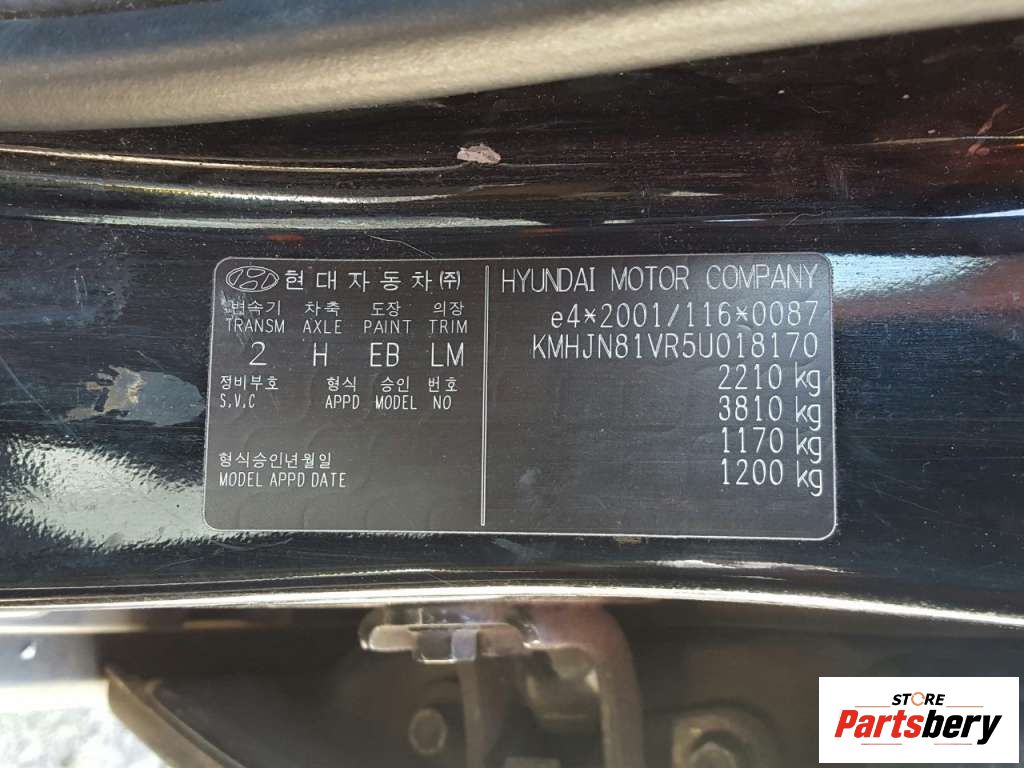 현대자동차㈜
변속기 차축 도장 의장
TRANSM AXLE PAINT TRIM
2 H EB LM
정비부호 형식 승인 번호
S.V.C APPD MODEL NO
형식승인년월일
MODEL APPD DATE
HYUNDAI MOTOR COMPANY
e4*2001/116*0087
KMHJN81VR5U018170
2210 kg
3810 kg
1170 kg
1200 kg
STORE
Partsbery